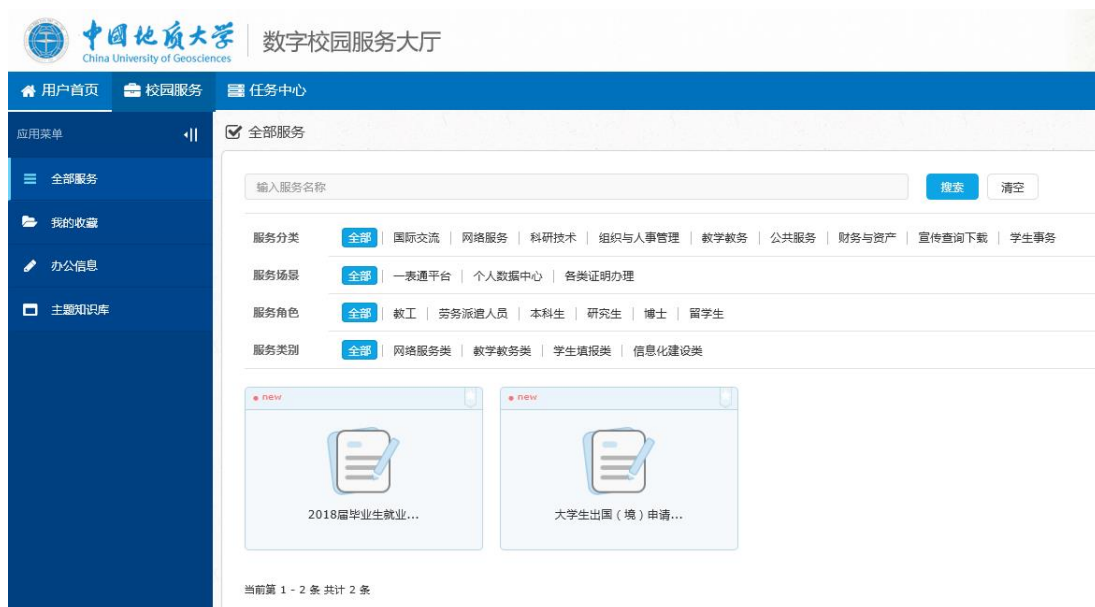 中国地质大学 数字校园服务大厅
China University of Geosciences
用户首页 校园服务 任务中心
应用菜单 全部服务
全部服务
我的收藏
办公信息
主题知识库
输入服务名称 搜索 清空
服务分类 全部 国际交流 网络服务 科研技术 组织与人事管理 教学教务 公共服务 财务与资产 宣传查询下载 学生事务
服务场景 全部 一表通平台 个人数据中心 各类证明办理
服务角色 全部 教工 劳务派遣人员 本科生 研究生 博士 留学生
服务类别 全部 网络服务类 教学教务类 学生填报类 信息化建设类
new new
2018届毕业生就业... 大学生出国（境）申请...
当前第 1 - 2 条 共计 2 条